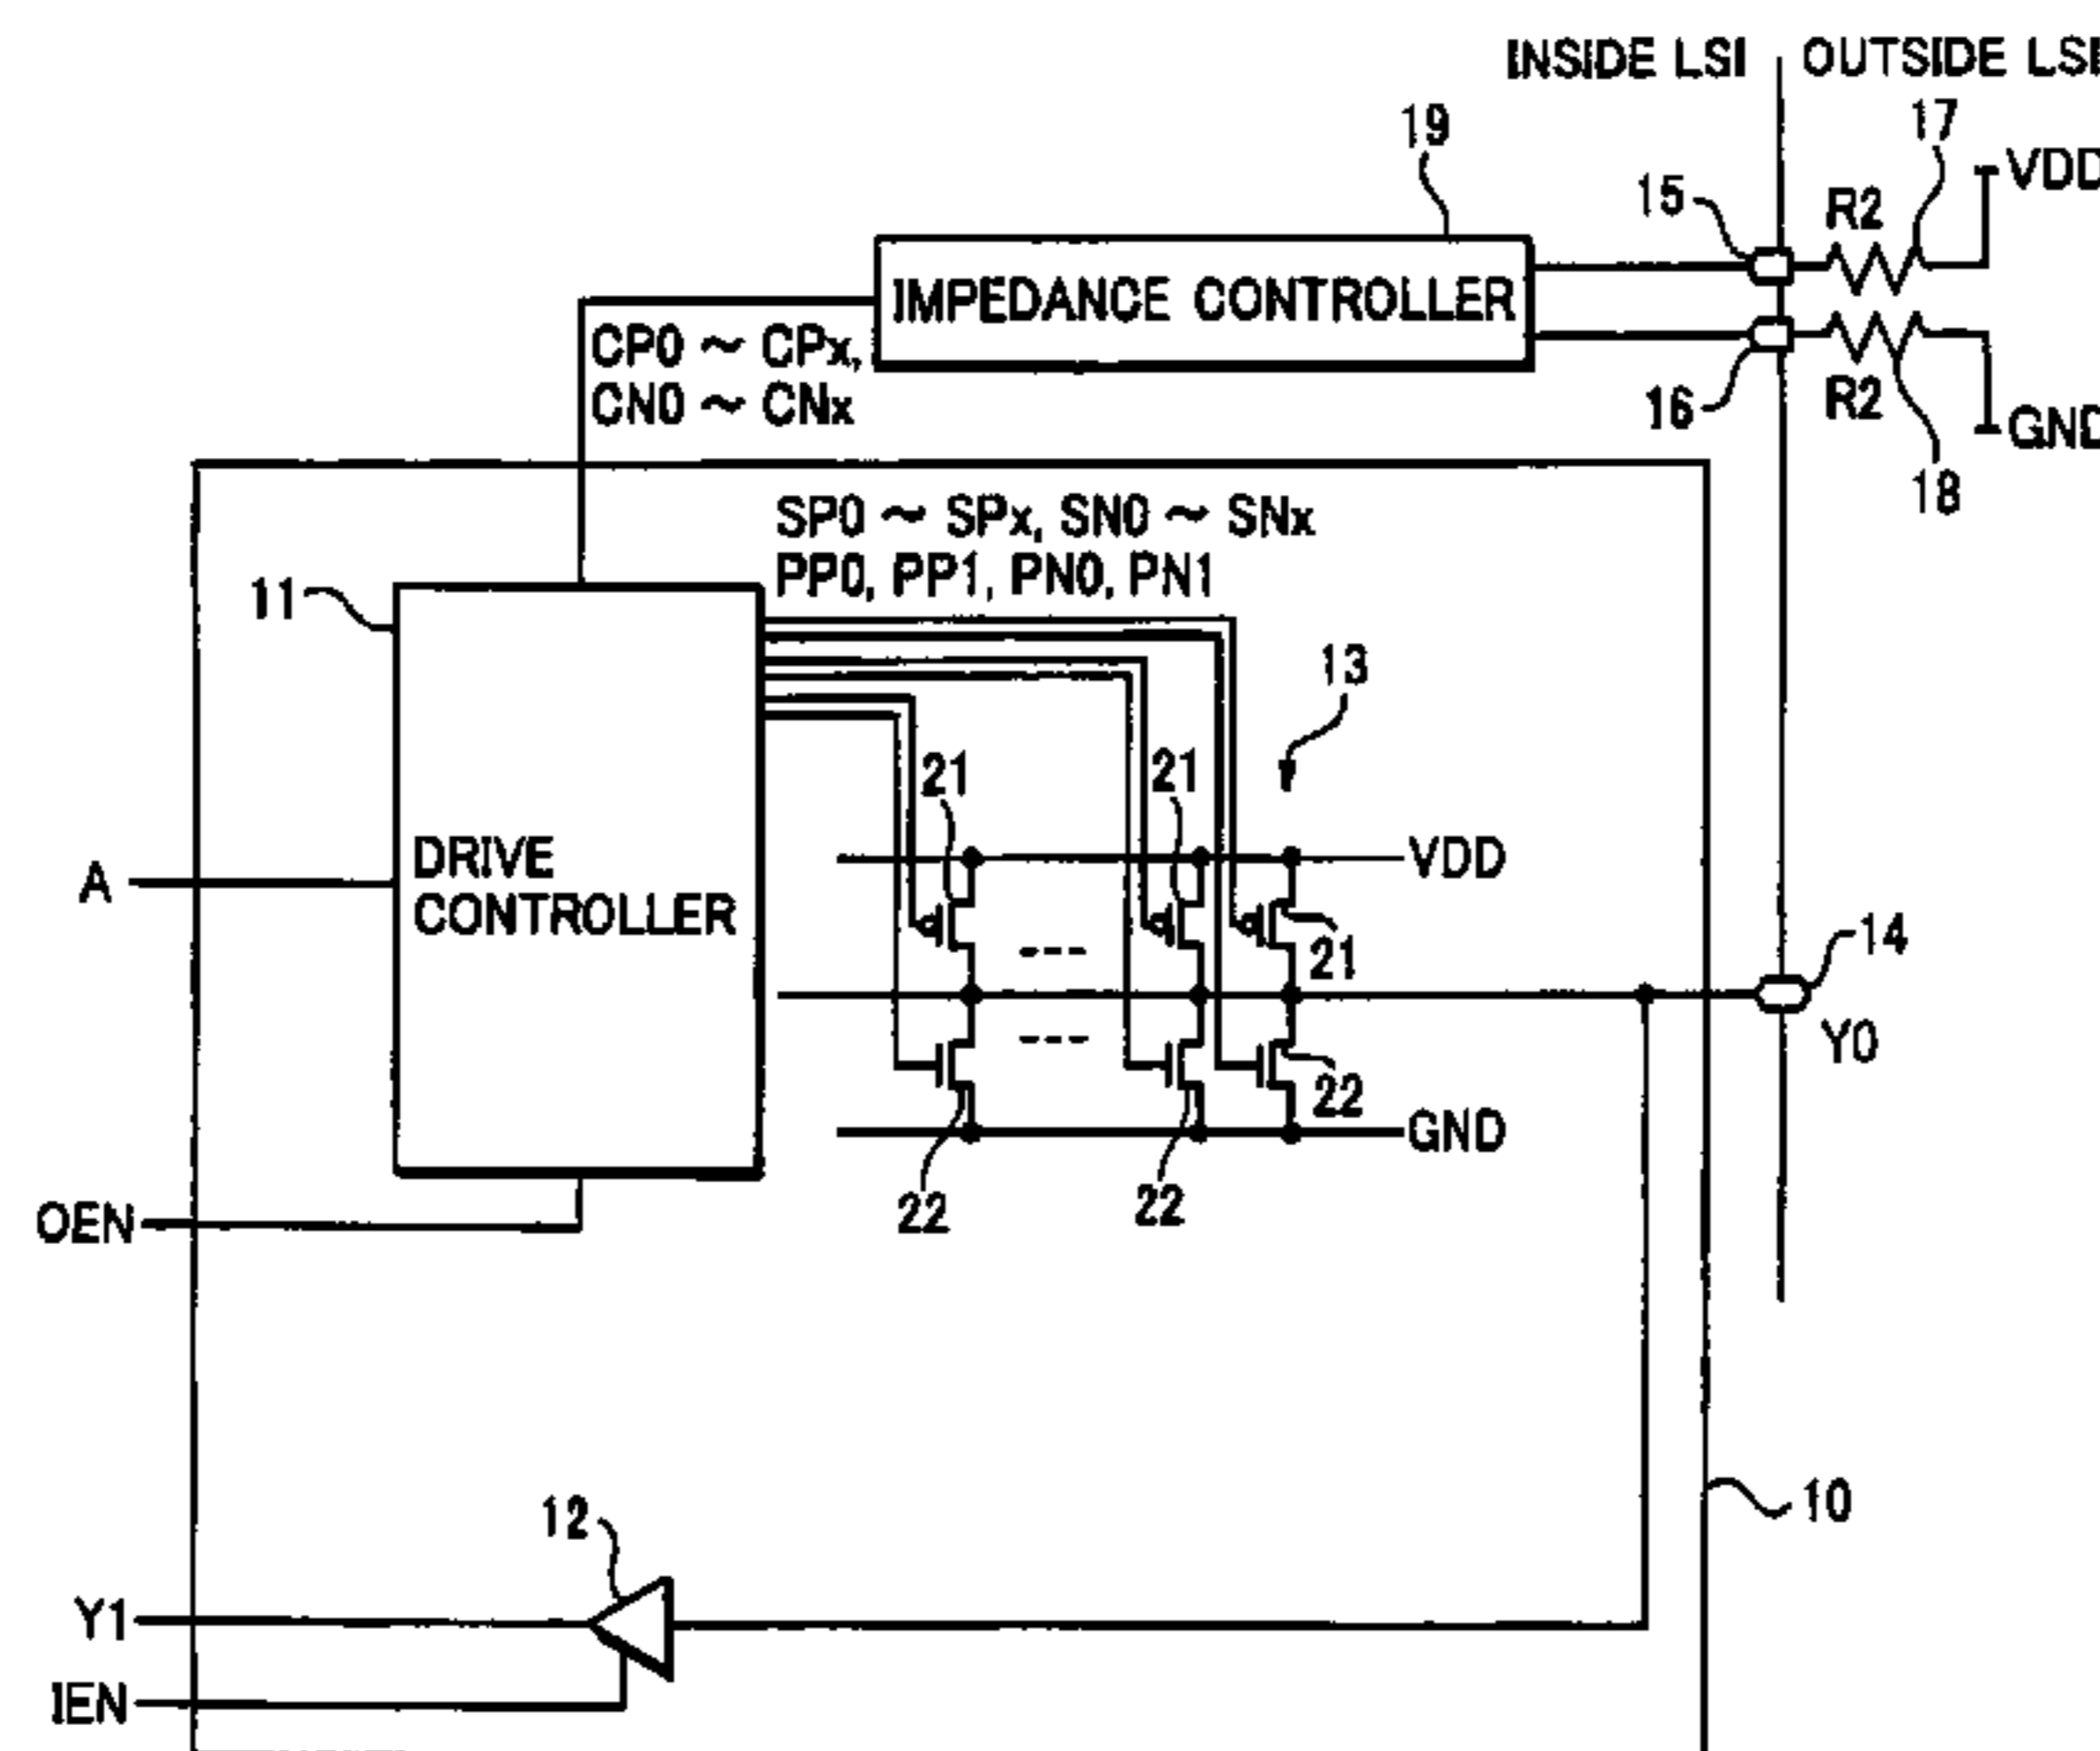 INSIDE LSI
OUTSIDE LSI
19
17
VDD
15
R2
IMPEDANCE CONTROLLER
CP0 ~ CPx,
CN0 ~ CNx
16
R2
GND
18
SP0 ~ SPx, SN0 ~ SNx
PP0, PP1, PN0, PN1
11
13
21
21
DRIVE
CONTROLLER
VDD
A
14
21
Y0
22
GND
22
22
OEN
10
12
Y1
IEN